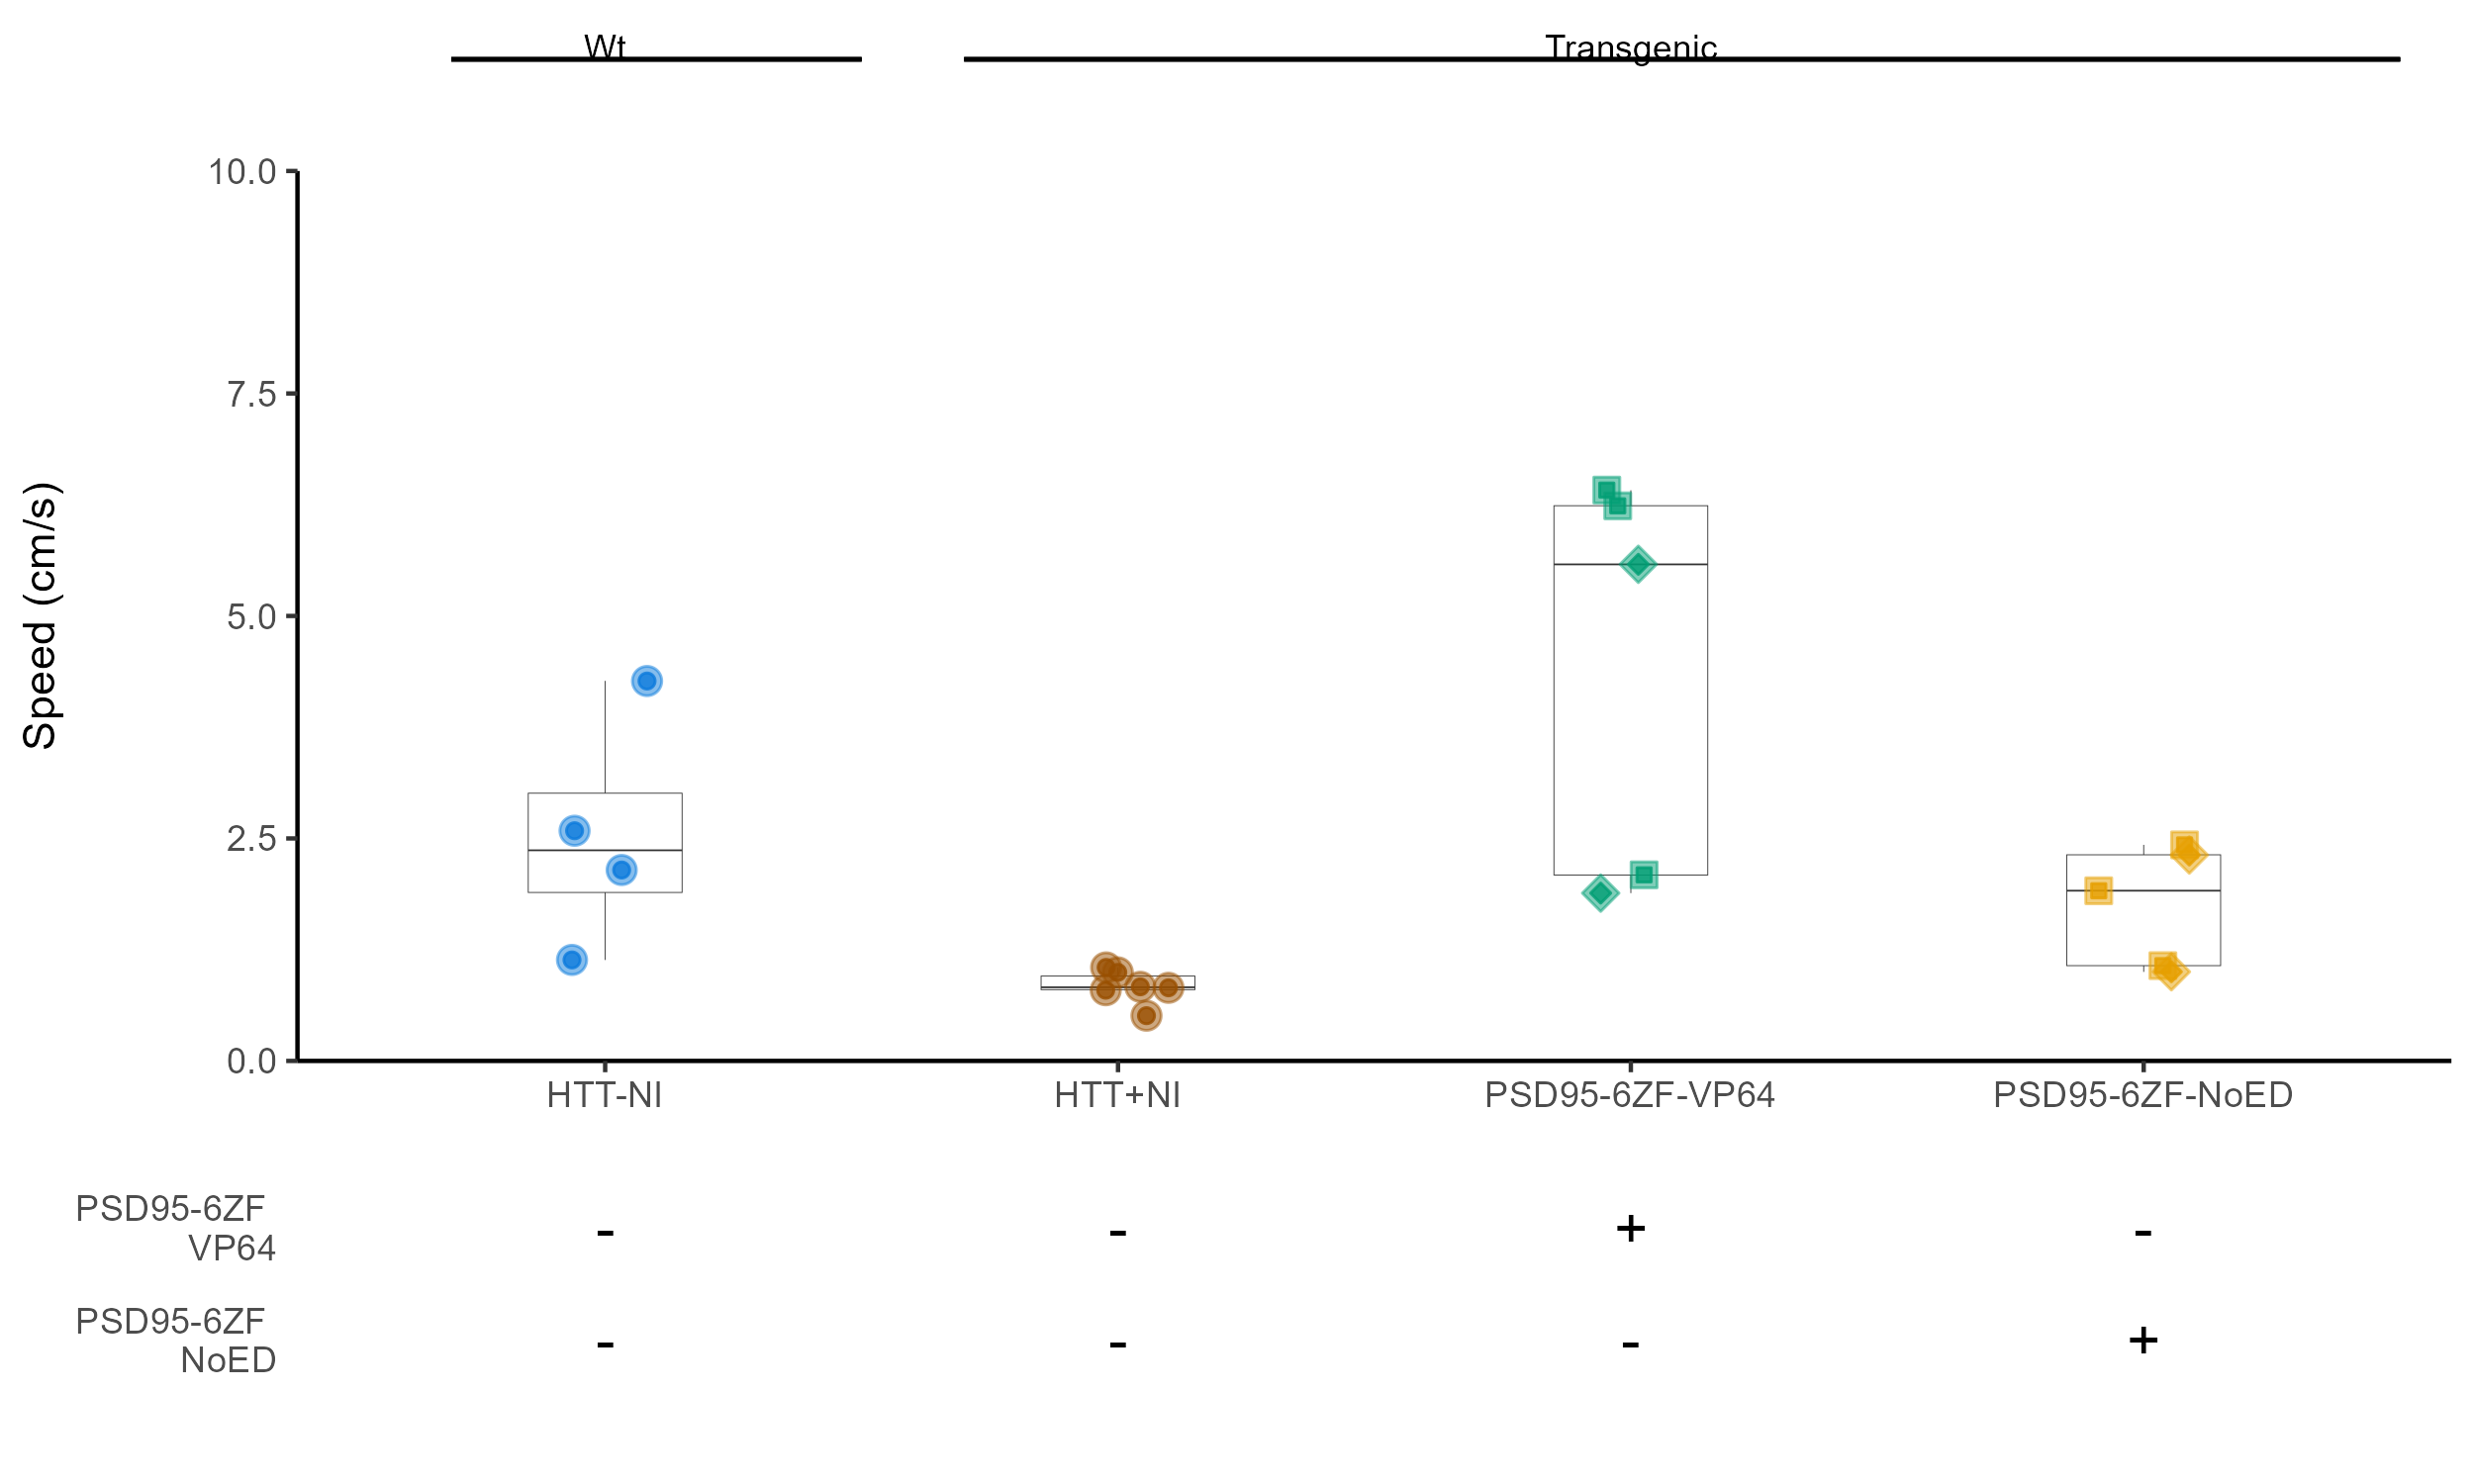 Wt
Transgenic
10.0
7.5
5.0
2.5
0.0
Speed (cm/s)
HTT-NI
HTT+NI
PSD95-6ZF-VP64
PSD95-6ZF-NoED
PSD95-6ZF
VP64
- - + -
PSD95-6ZF
NoED
- - - +